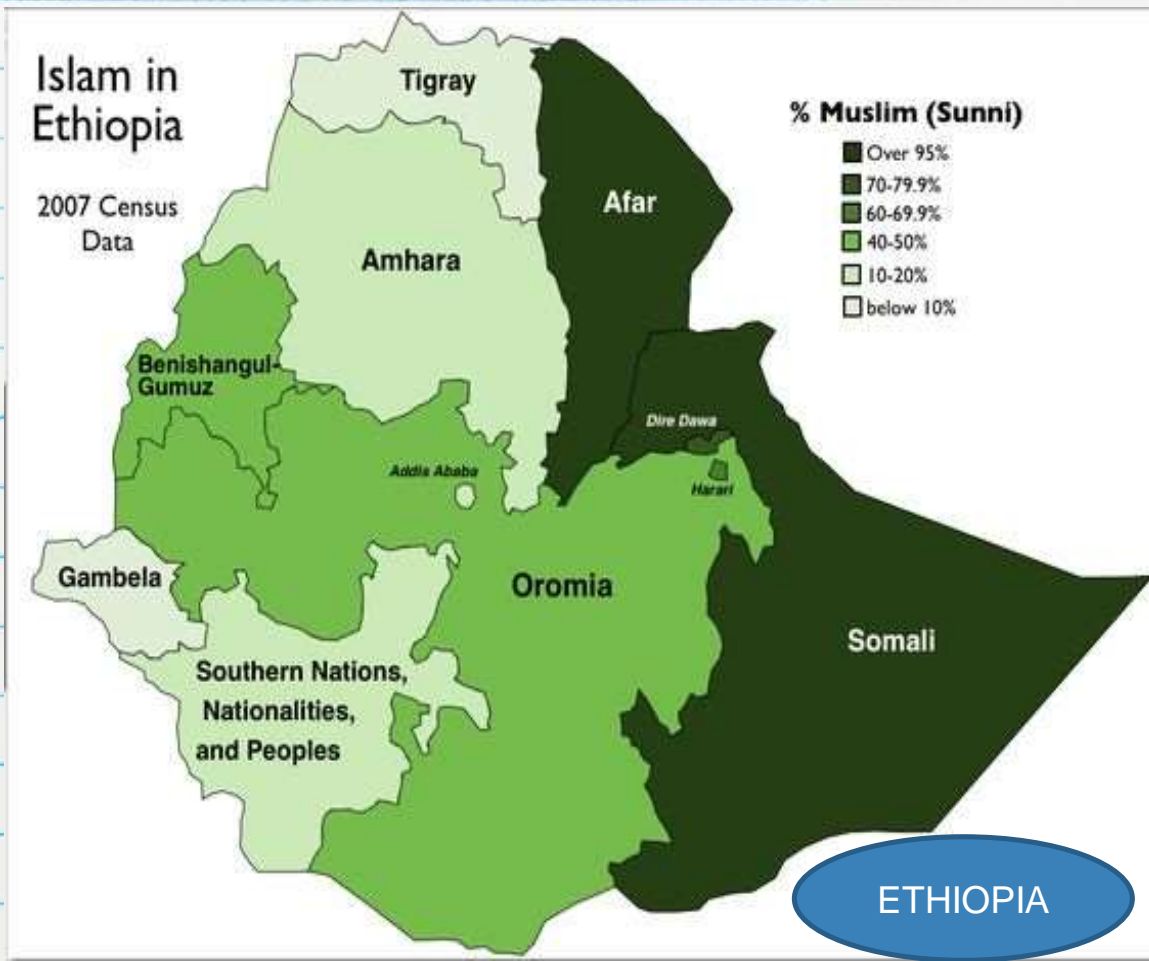 Islam in
Ethiopia
2007 Census
Data
% Muslim (Sunni)
Over 95%
70-79.9%
60-69.9%
40-50%
10-20%
below 10%
Tigray
Afar
Amhara
Benishangul-
Gumuz
Dire Dawa
Addis Ababa
Harari
Gambela
Oromia
Somali
Southern Nations,
Nationalities,
and Peoples
ETHIOPIA